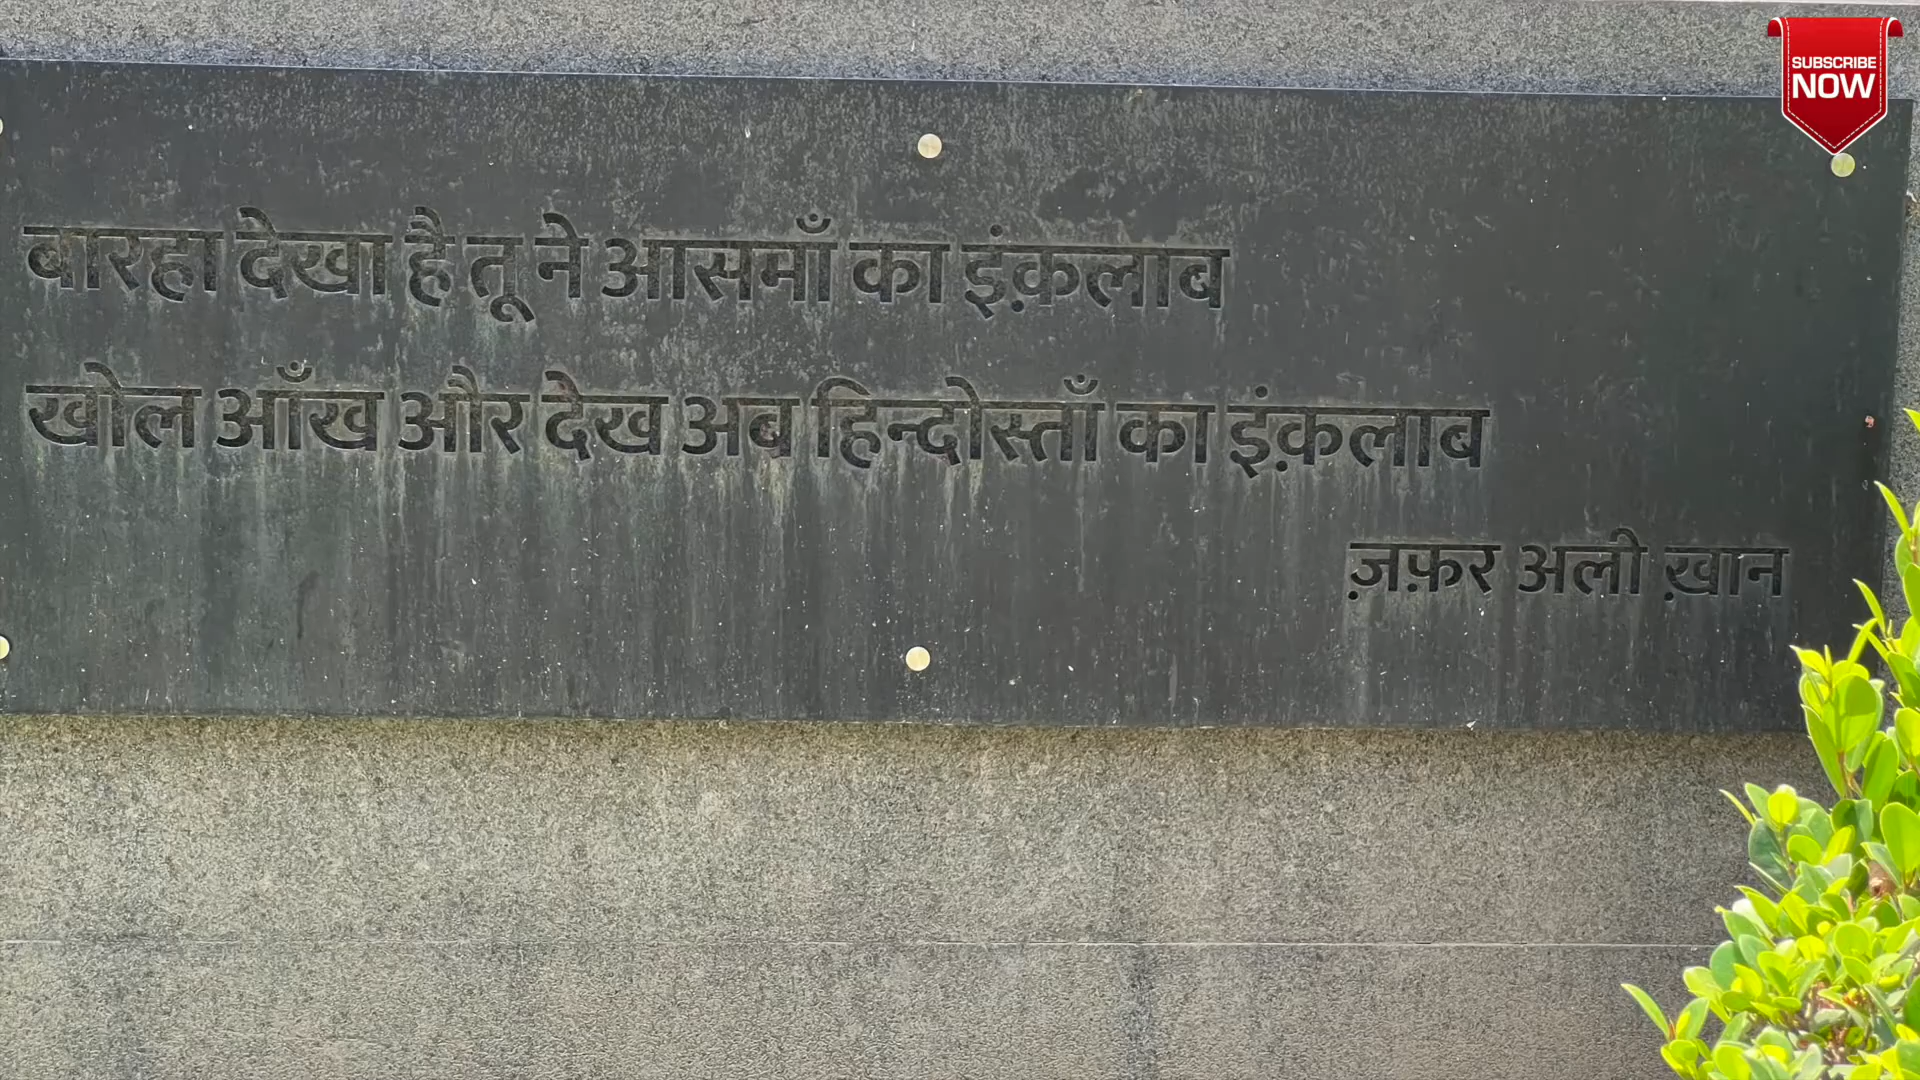 बारहा देखा है तू ने आसमाँ का इंक़लाब
खोल आँख और देख अब हिन्दोस्ताँ का इंक़लाब
ज़फ़र अली ख़ान
SUBSCRIBE
NOW